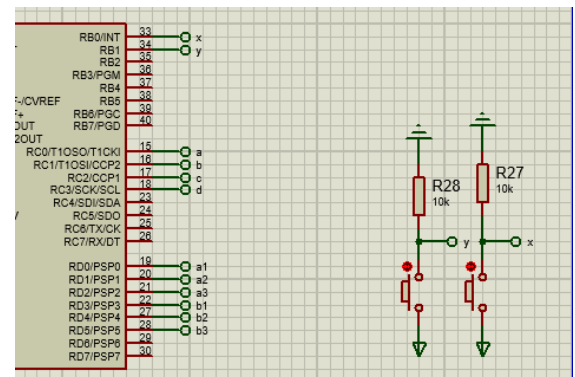 RB0/INT 33 x
RB1 34 y
RB2 35
RB3/PGM 36
RB4 37
F-/CVREF RB5 38
F+ RB6/PGC 39
OUT RB7/PGD 40
2OUT
RC0/T1OSO/T1CKI 15 a
RC1/T1OSI/CCP2 16 b
RC2/CCP1 17 c
RC3/SCK/SCL 18 d
RC4/SDI/SDA 23
RC5/SDO 24
RC6/TX/CK 25
RC7/RX/DT 26
RD0/PSP0 19 a1
RD1/PSP1 20 a2
RD2/PSP2 21 a3
RD3/PSP3 22 b1
RD4/PSP4 27 b2
RD5/PSP5 28 b3
RD6/PSP6 29
RD7/PSP7 30
R28
10k
R27
10k
y
x